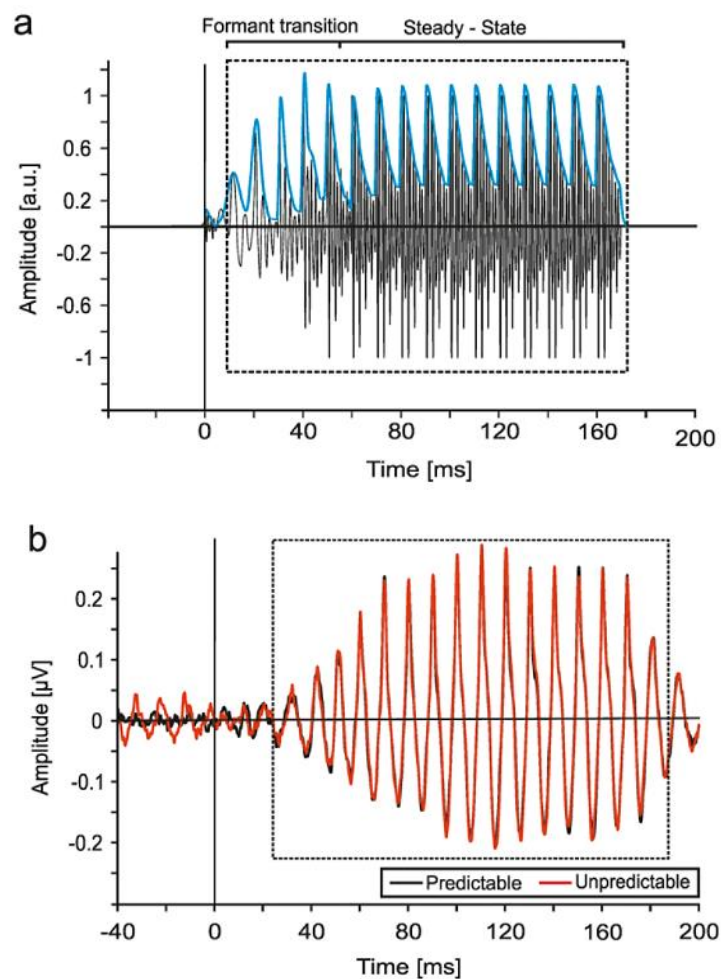 a
Formant transition Steady - State
1
0.6
0.2
-0.2
-0.6
-1
Amplitude [a.u.]
0 40 80 120 160 200
Time [ms]
b
0.2
0.1
0
-0.1
-0.2
Amplitude [µV]
Predictable Unpredictable
-40 0 40 80 120 160 200
Time [ms]